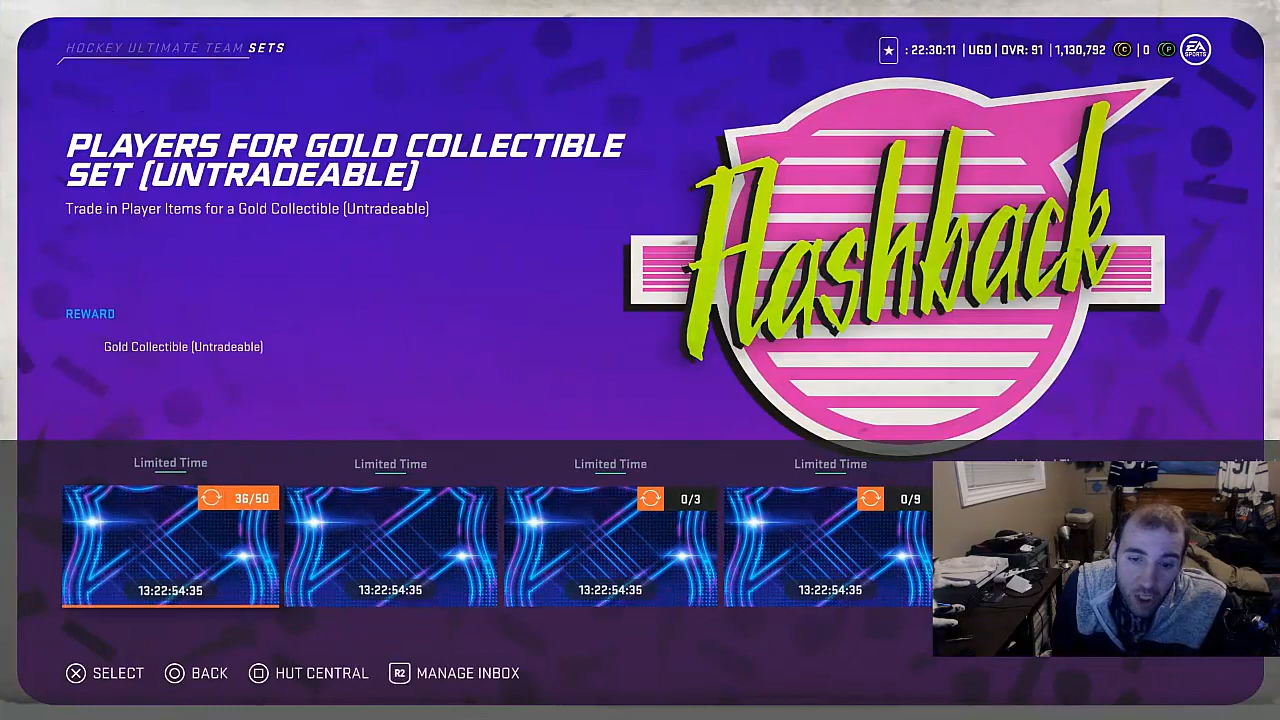 HOCKEY ULTIMATE TEAM SETS
: 22:30:11 | UGD | OVR: 91 | 1,130,792 C | 0 P EA SPORTS
PLAYERS FOR GOLD COLLECTIBLE
SET (UNTRADEABLE)
Trade in Player Items for a Gold Collectible (Untradeable)
Flashback
REWARD
Gold Collectible (Untradeable)
Limited Time
Limited Time
Limited Time
Limited Time
36/50
0/3
0/9
13:22:54:35
13:22:54:35
13:22:54:35
13:22:54:35
SELECT
BACK
HUT CENTRAL
R2 MANAGE INBOX